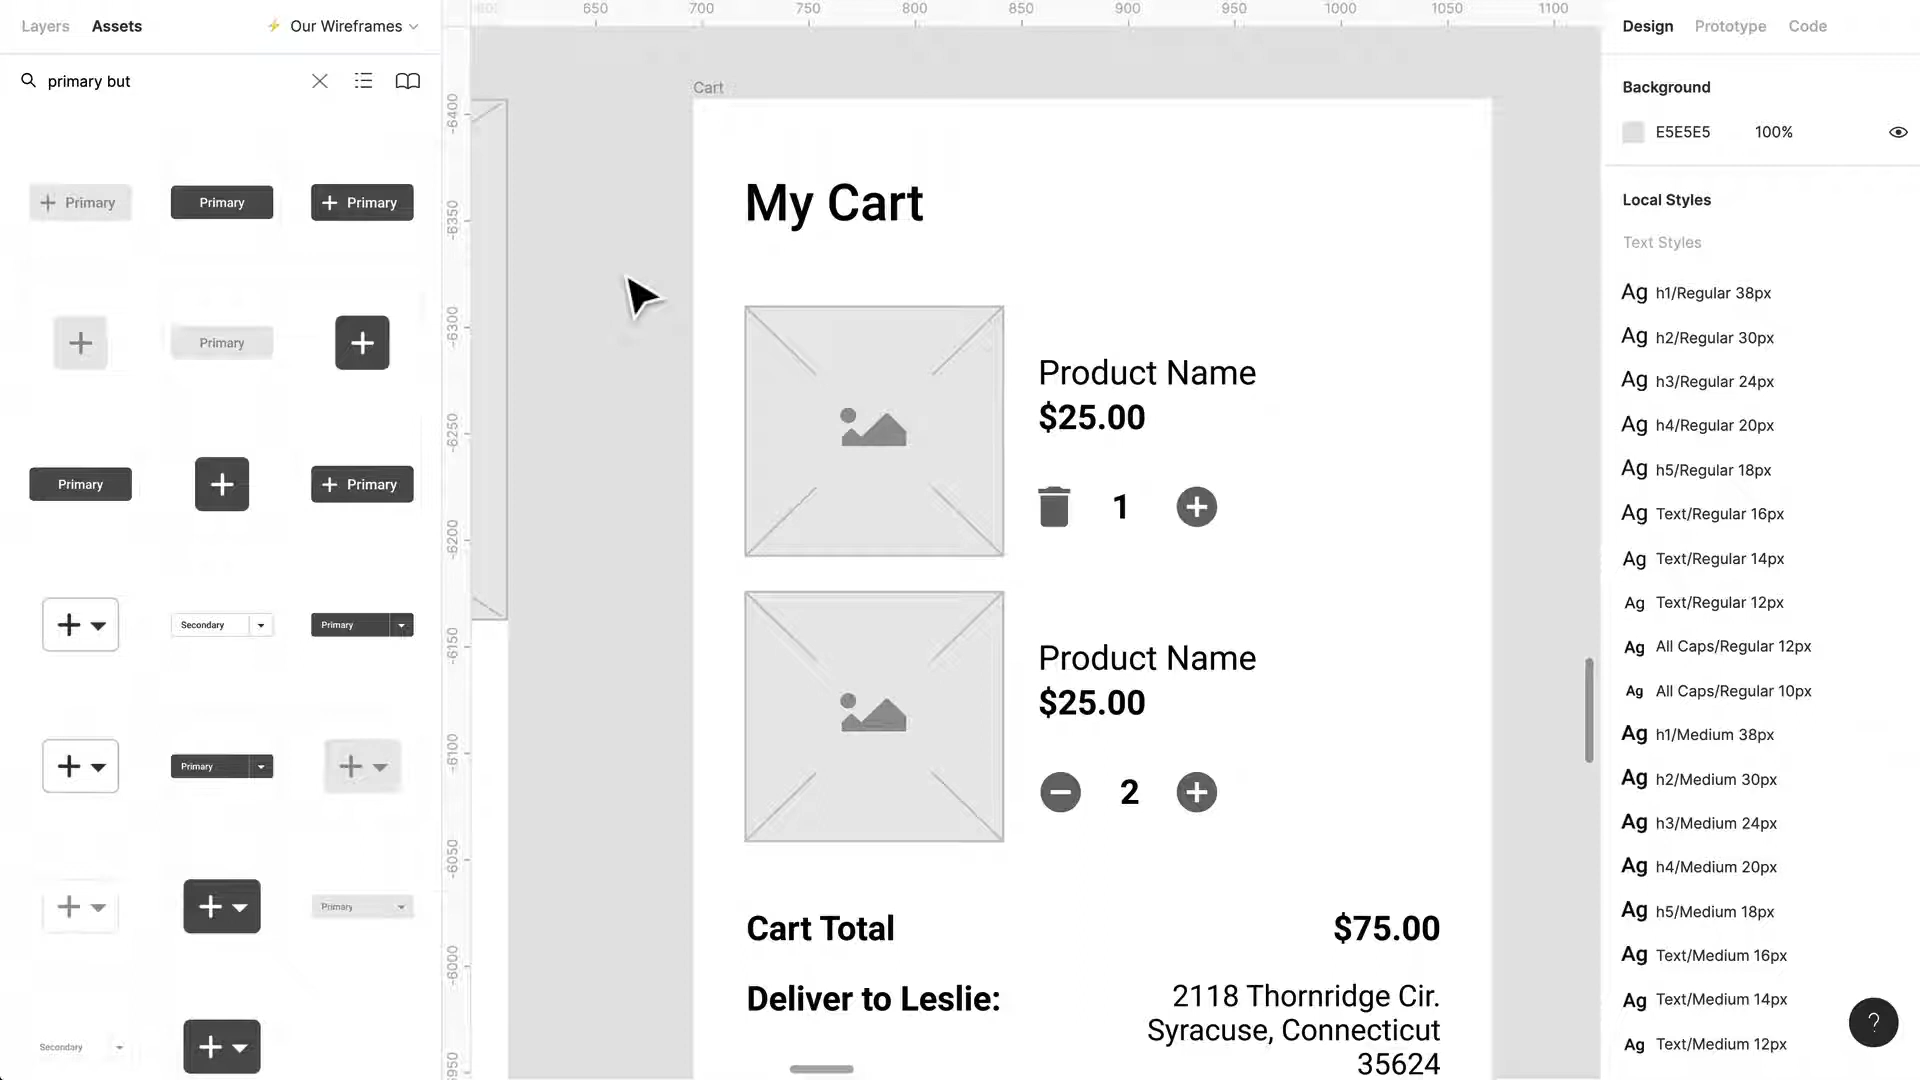 Layers Assets Our Wireframes
primary but
Primary Primary Primary
Primary
Primary Primary
Secondary Primary
Primary
Primary
Secondary
600 650 700 750 800 850 900 950 1000 1050 1100
-6400
-6350
-6300
-6250
-6200
-6150
-6100
-6050
-6000
-5950
Cart
My Cart
Product Name
$25.00
1
Product Name
$25.00
2
Cart Total $75.00
Deliver to Leslie: 2118 Thornridge Cir.
Syracuse, Connecticut
35624
Design Prototype Code
Background
E5E5E5 100%
Local Styles
Text Styles
Ag h1/Regular 38px
Ag h2/Regular 30px
Ag h3/Regular 24px
Ag h4/Regular 20px
Ag h5/Regular 18px
Ag Text/Regular 16px
Ag Text/Regular 14px
Ag Text/Regular 12px
Ag All Caps/Regular 12px
Ag All Caps/Regular 10px
Ag h1/Medium 38px
Ag h2/Medium 30px
Ag h3/Medium 24px
Ag h4/Medium 20px
Ag h5/Medium 18px
Ag Text/Medium 16px
Ag Text/Medium 14px
Ag Text/Medium 12px
?